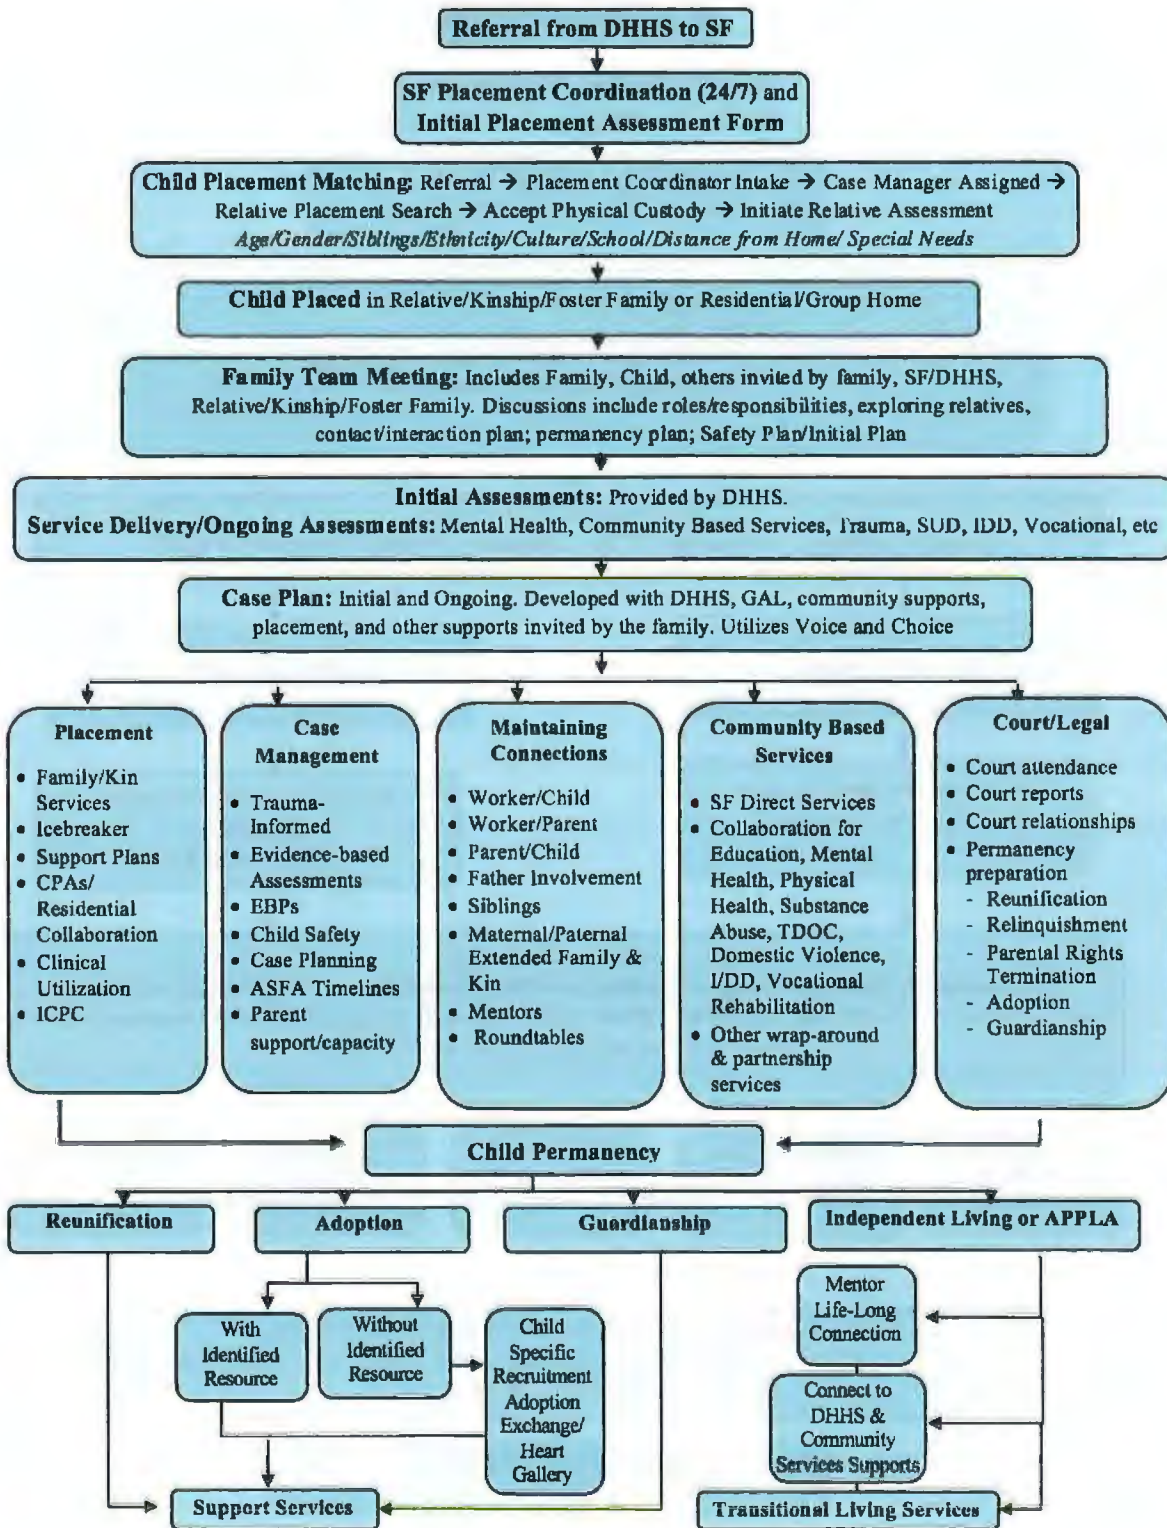 Referral from DHHS to SF
SF Placement Coordination (24/7) and
Initial Placement Assessment Form
Child Placement Matching: Referral → Placement Coordinator Intake → Case Manager Assigned →
Relative Placement Search → Accept Physical Custody → Initiate Relative Assessment
Age/Gender/Siblings/Ethnicity/Culture/School/Distance from Home/ Special Needs
Child Placed in Relative/Kinship/Foster Family or Residential/Group Home
Family Team Meeting: Includes Family, Child, others invited by family, SF/DHHS,
Relative/Kinship/Foster Family. Discussions include roles/responsibilities, exploring relatives,
contact/interaction plan; permanency plan; Safety Plan/Initial Plan
Initial Assessments: Provided by DHHS.
Service Delivery/Ongoing Assessments: Mental Health, Community Based Services, Trauma, SUD, IDD, Vocational, etc
Case Plan: Initial and Ongoing. Developed with DHHS, GAL, community supports,
placement, and other supports invited by the family. Utilizes Voice and Choice
Placement
• Family/Kin
Services
• Icebreaker
• Support Plans
• CPAs/
Residential
Collaboration
• Clinical
Utilization
• ICPC
Case
Management
• Trauma-
Informed
• Evidence-based
Assessments
• EBPs
• Child Safety
• Case Planning
• ASFA Timelines
• Parent
support/capacity
Maintaining
Connections
• Worker/Child
• Worker/Parent
• Parent/Child
• Father Involvement
• Siblings
• Maternal/Paternal
Extended Family &
Kin
• Mentors
• Roundtables
Community Based
Services
• SF Direct Services
• Collaboration for
Education, Mental
Health, Physical
Health, Substance
Abuse, TDOC,
Domestic Violence,
I/DD, Vocational
Rehabilitation
• Other wrap-around
& partnership
services
Court/Legal
• Court attendance
• Court reports
• Court relationships
• Permanency
preparation
- Reunification
- Relinquishment
- Parental Rights
Termination
- Adoption
- Guardianship
Child Permanency
Reunification
Adoption
Guardianship
Independent Living or APPLA
With
Identified
Resource
Without
Identified
Resource
Child
Specific
Recruitment
Adoption
Exchange/
Heart
Gallery
Mentor
Life-Long
Connection
Connect to
DHHS &
Community
Services Supports
Support Services
Transitional Living Services